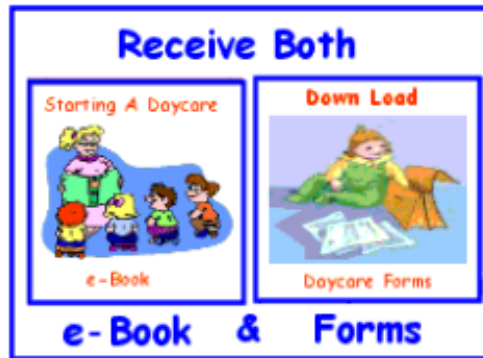 Receive Both
Starting A Daycare
e-Book
Down Load
Daycare Forms
e-Book & Forms